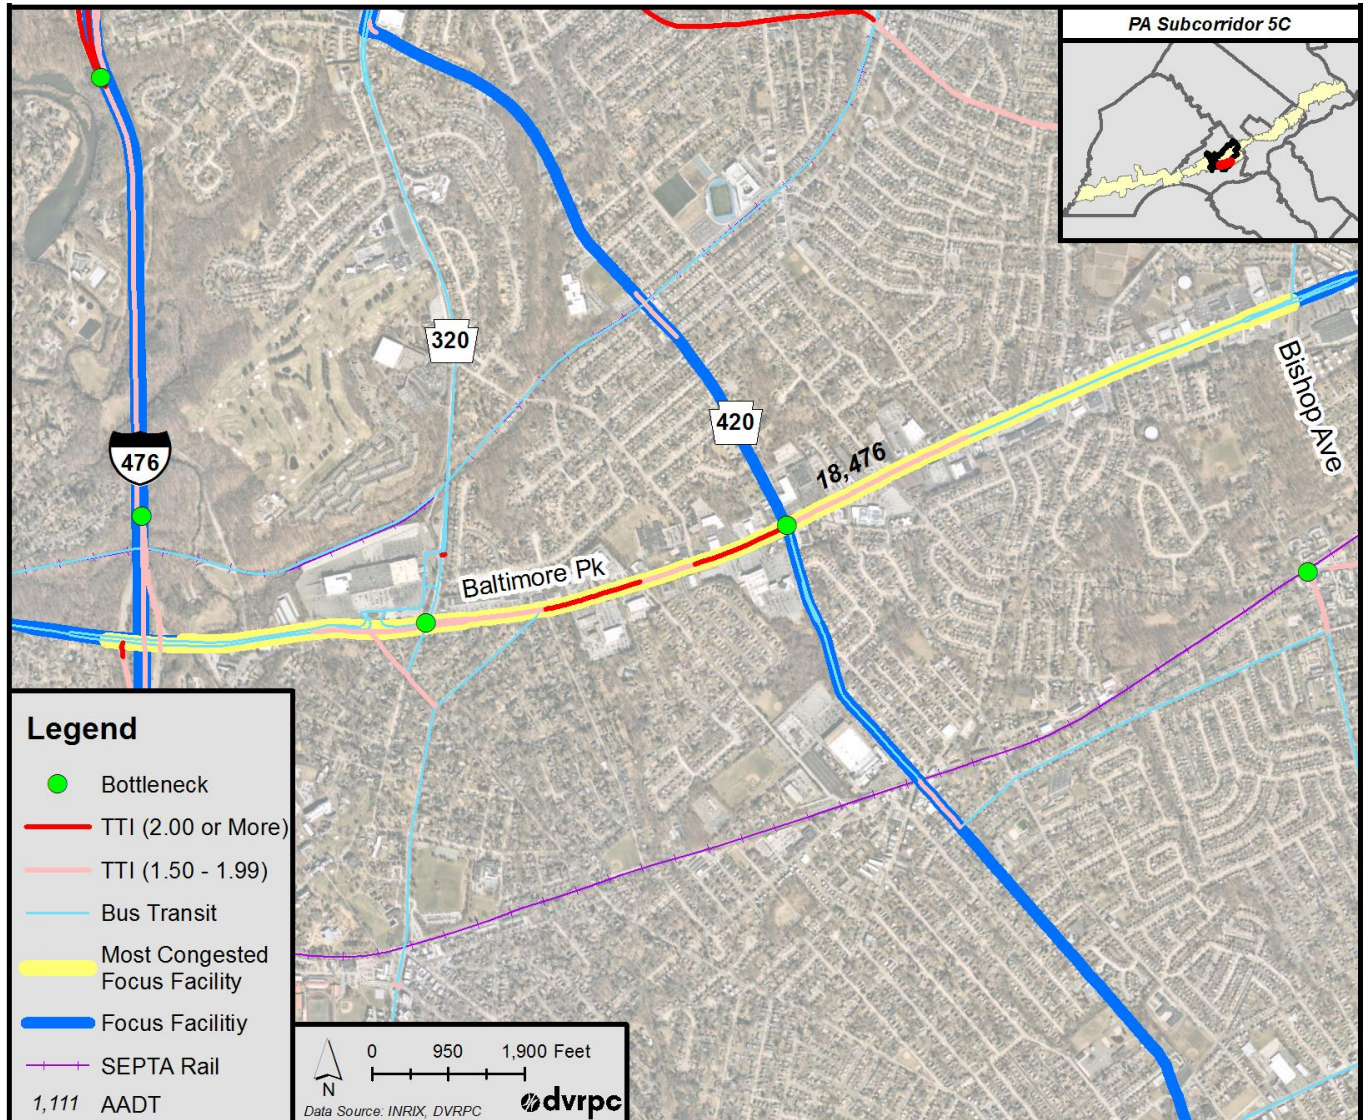 PA Subcorridor 5C
320
420
476
18,476
Bishop Ave
Baltimore Pk
Legend
Bottleneck
TTI (2.00 or More)
TTI (1.50 - 1.99)
Bus Transit
Most Congested
Focus Facility
Focus Facilitiy
SEPTA Rail
1,111 AADT
0 950 1,900 Feet
N
Data Source: INRIX, DVRPC
dvrpc